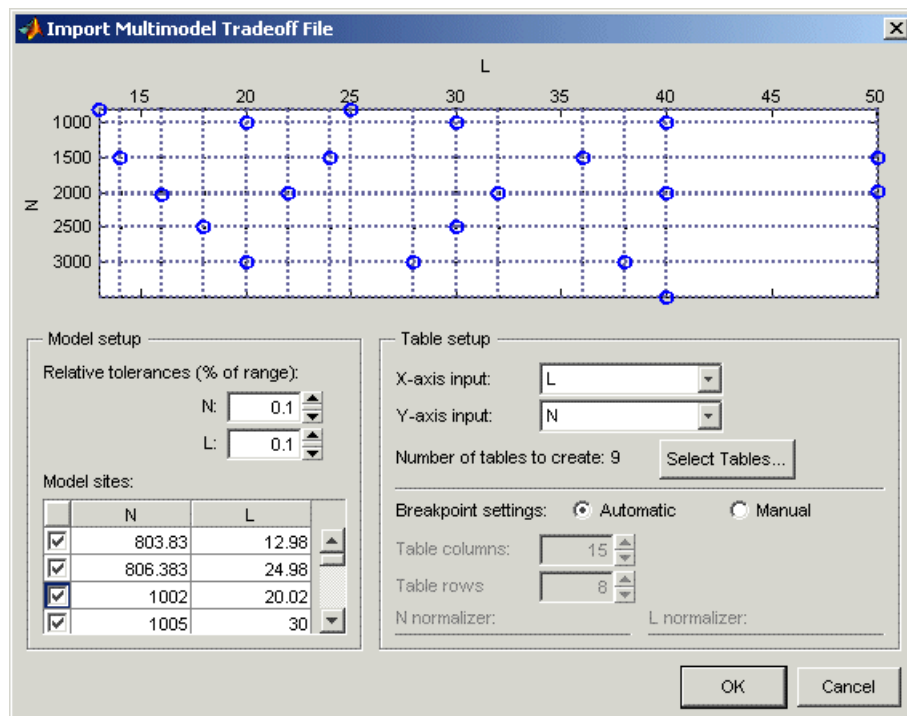 Import Multimodel Tradeoff File
L
15 20 25 30 35 40 45 50
1000
1500
2000
2500
3000
N
Model setup
Relative tolerances (% of range):
N: 0.1
L: 0.1
Model sites:
N L
803.83 12.98
806.383 24.98
1002 20.02
1005 30
Table setup
X-axis input: L
Y-axis input: N
Number of tables to create: 9 Select Tables...
Breakpoint settings: Automatic Manual
Table columns: 15
Table rows 8
N normalizer: L normalizer:
OK Cancel